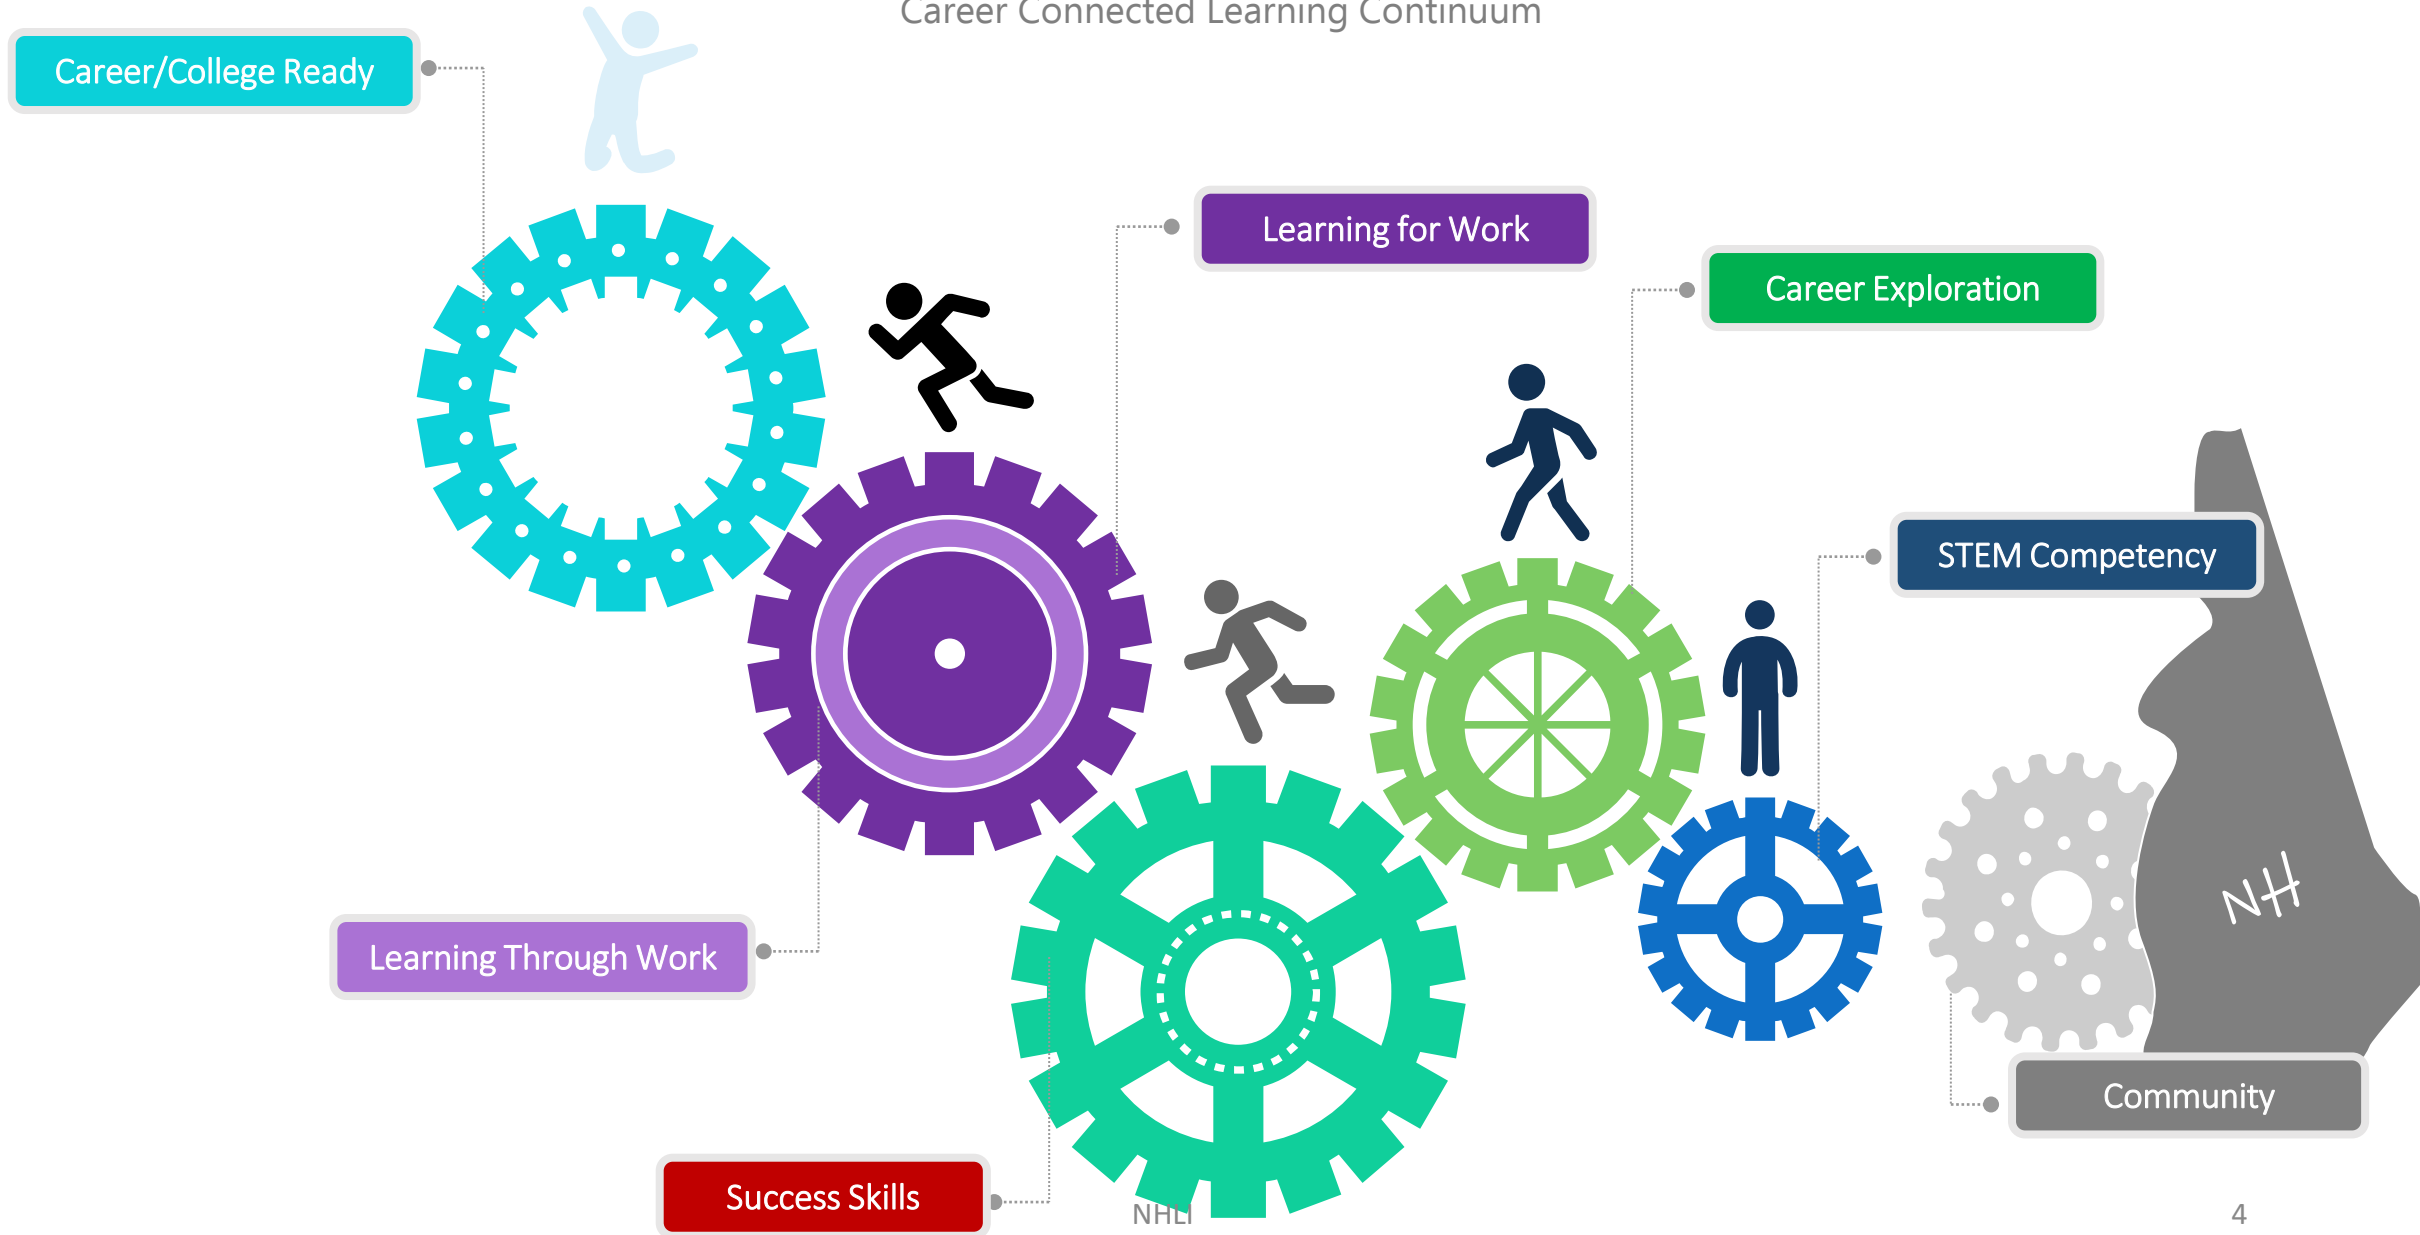 Career Connected Learning Continuum
Career/College Ready
Learning for Work
Career Exploration
STEM Competency
NH
Learning Through Work
Community
Success Skills
NHLI
4